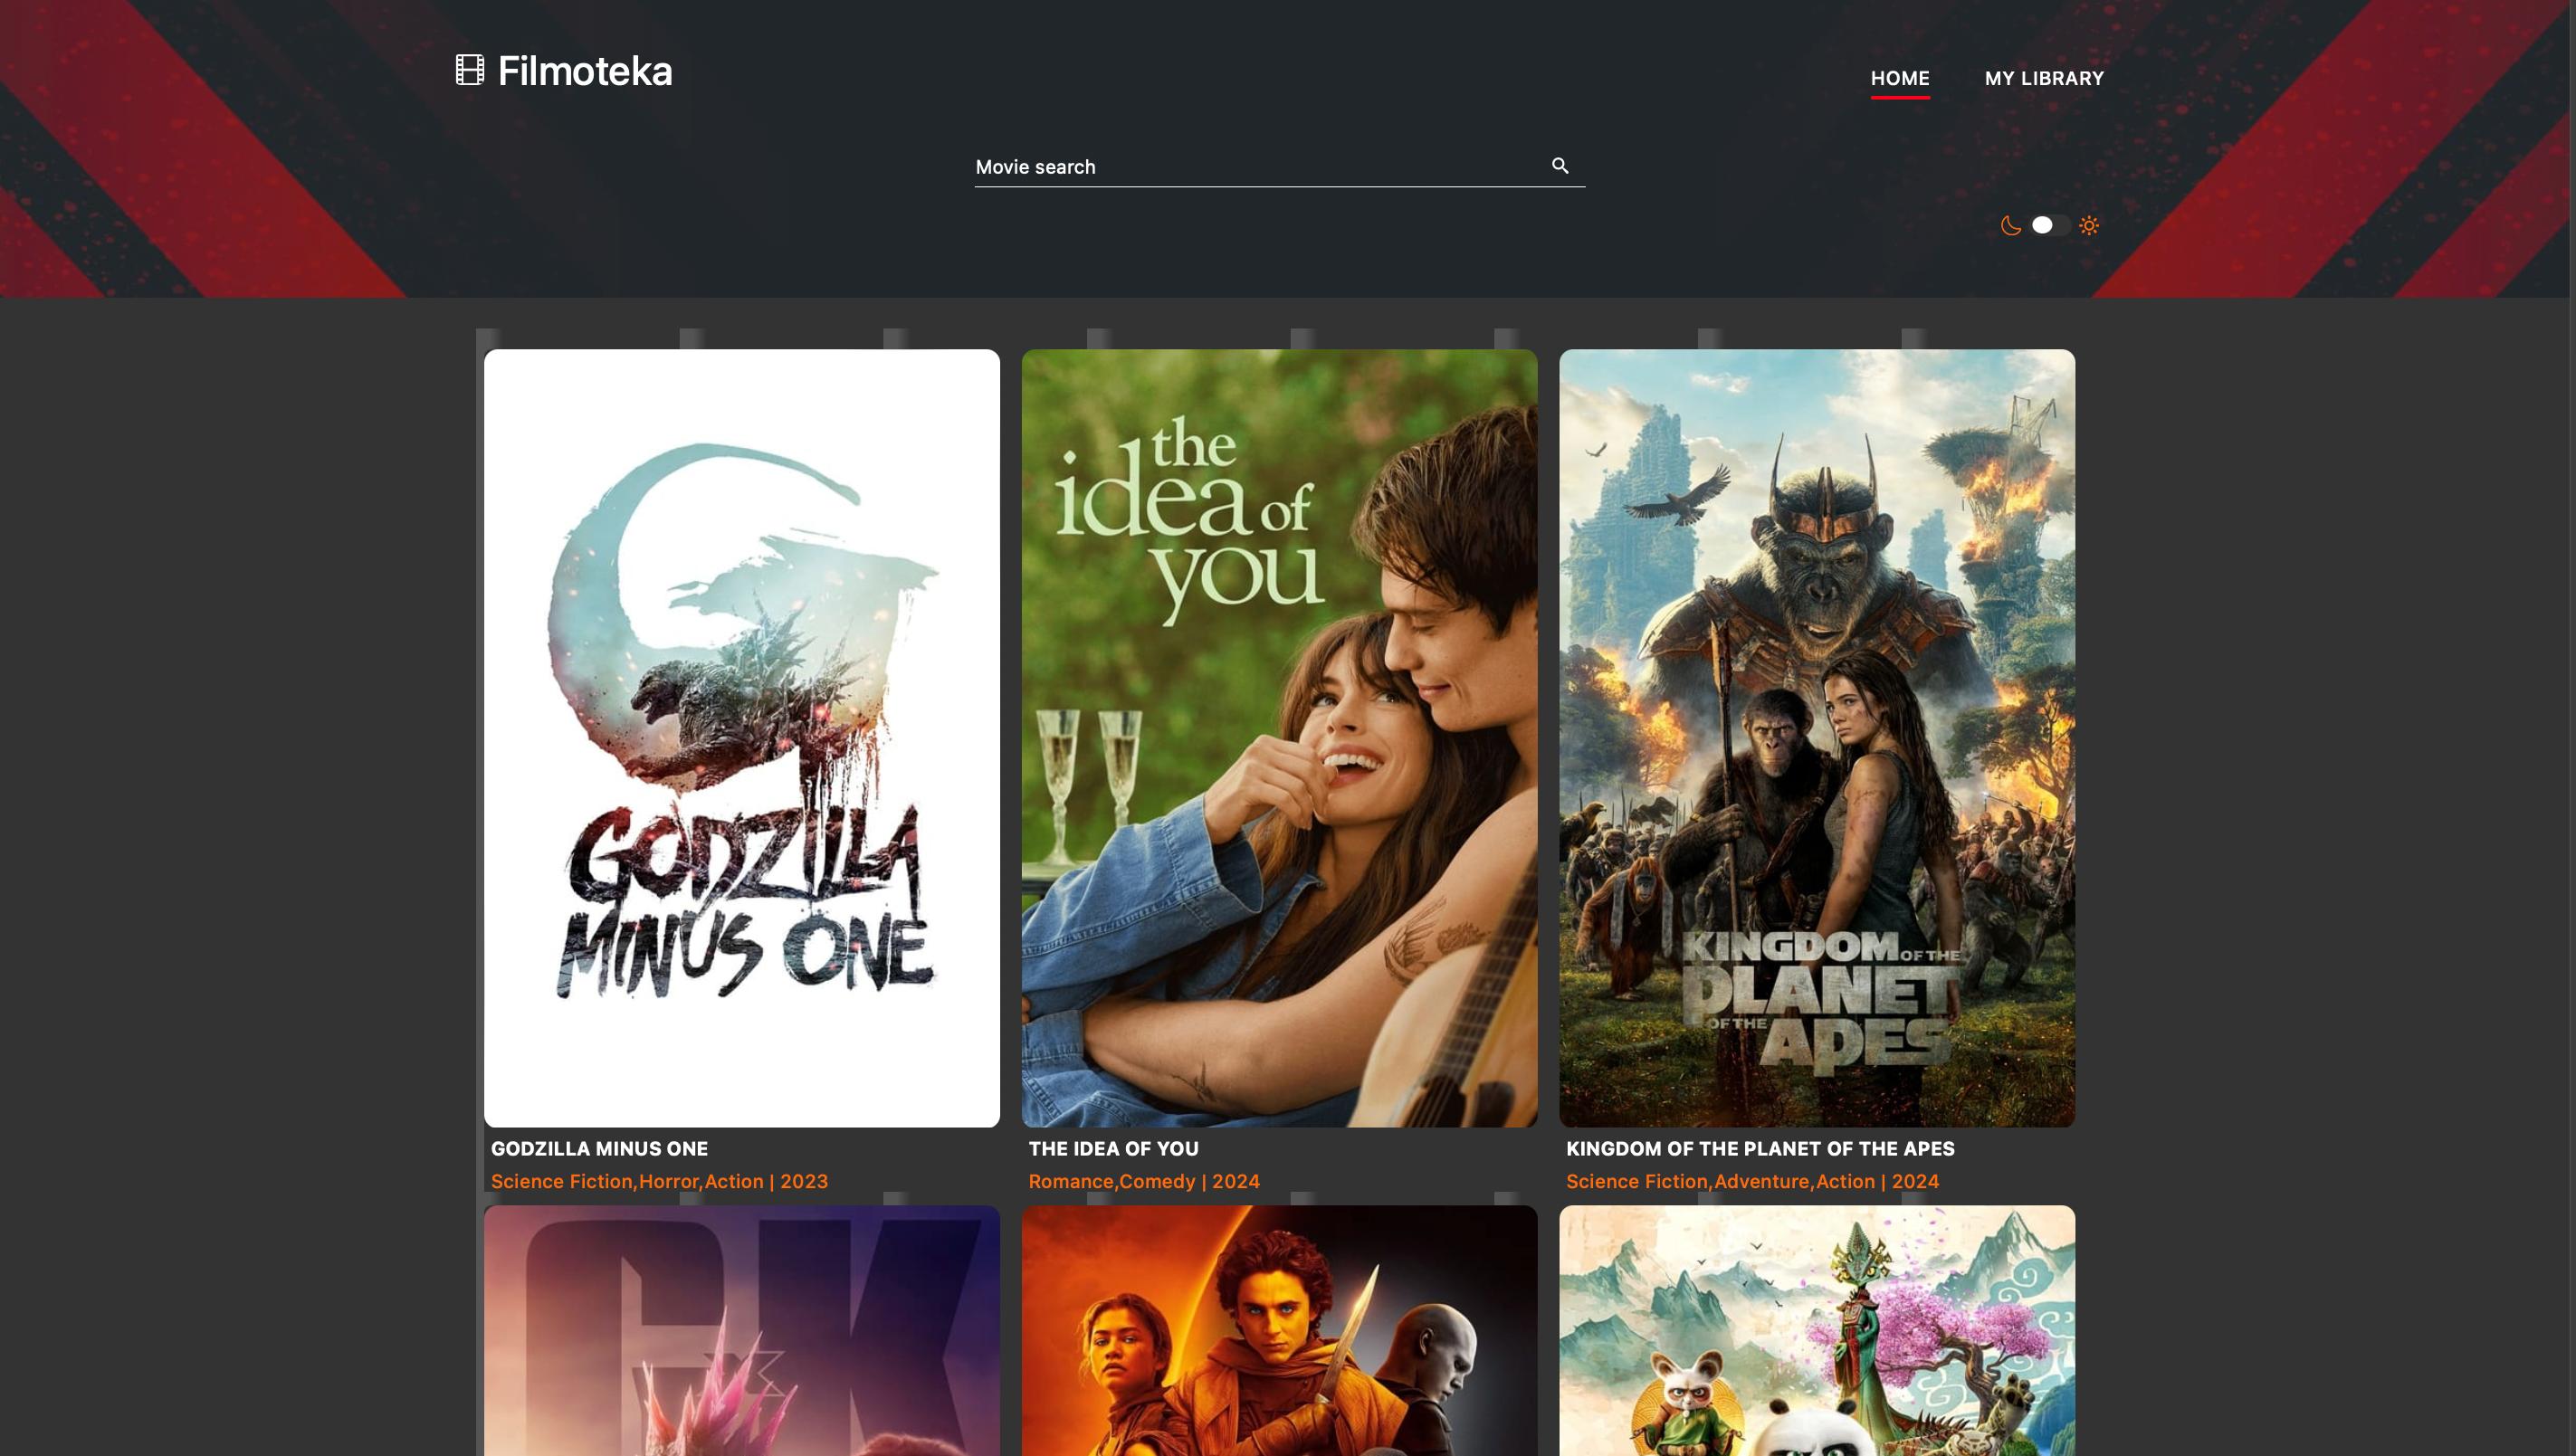 Filmoteka
HOME
MY LIBRARY
Movie search
GODZILLA
MINUS ONE
the
idea of
you
KINGDOM OF THE
PLANET
OF THE
APES
GODZILLA MINUS ONE
THE IDEA OF YOU
KINGDOM OF THE PLANET OF THE APES
Science Fiction,Horror,Action | 2023
Romance,Comedy | 2024
Science Fiction,Adventure,Action | 2024
GK